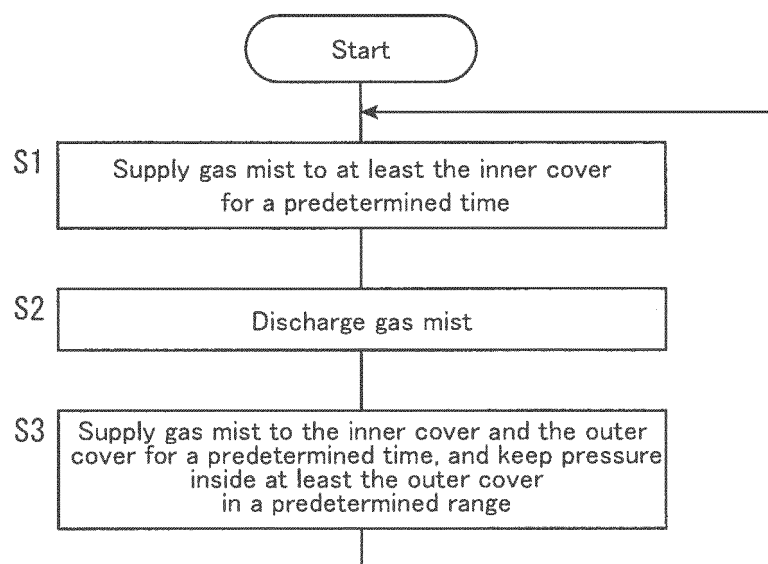 Start
S1
Supply gas mist to at least the inner cover
for a predetermined time
S2
Discharge gas mist
S3
Supply gas mist to the inner cover and the outer
cover for a predetermined time, and keep pressure
inside at least the outer cover
in a predetermined range